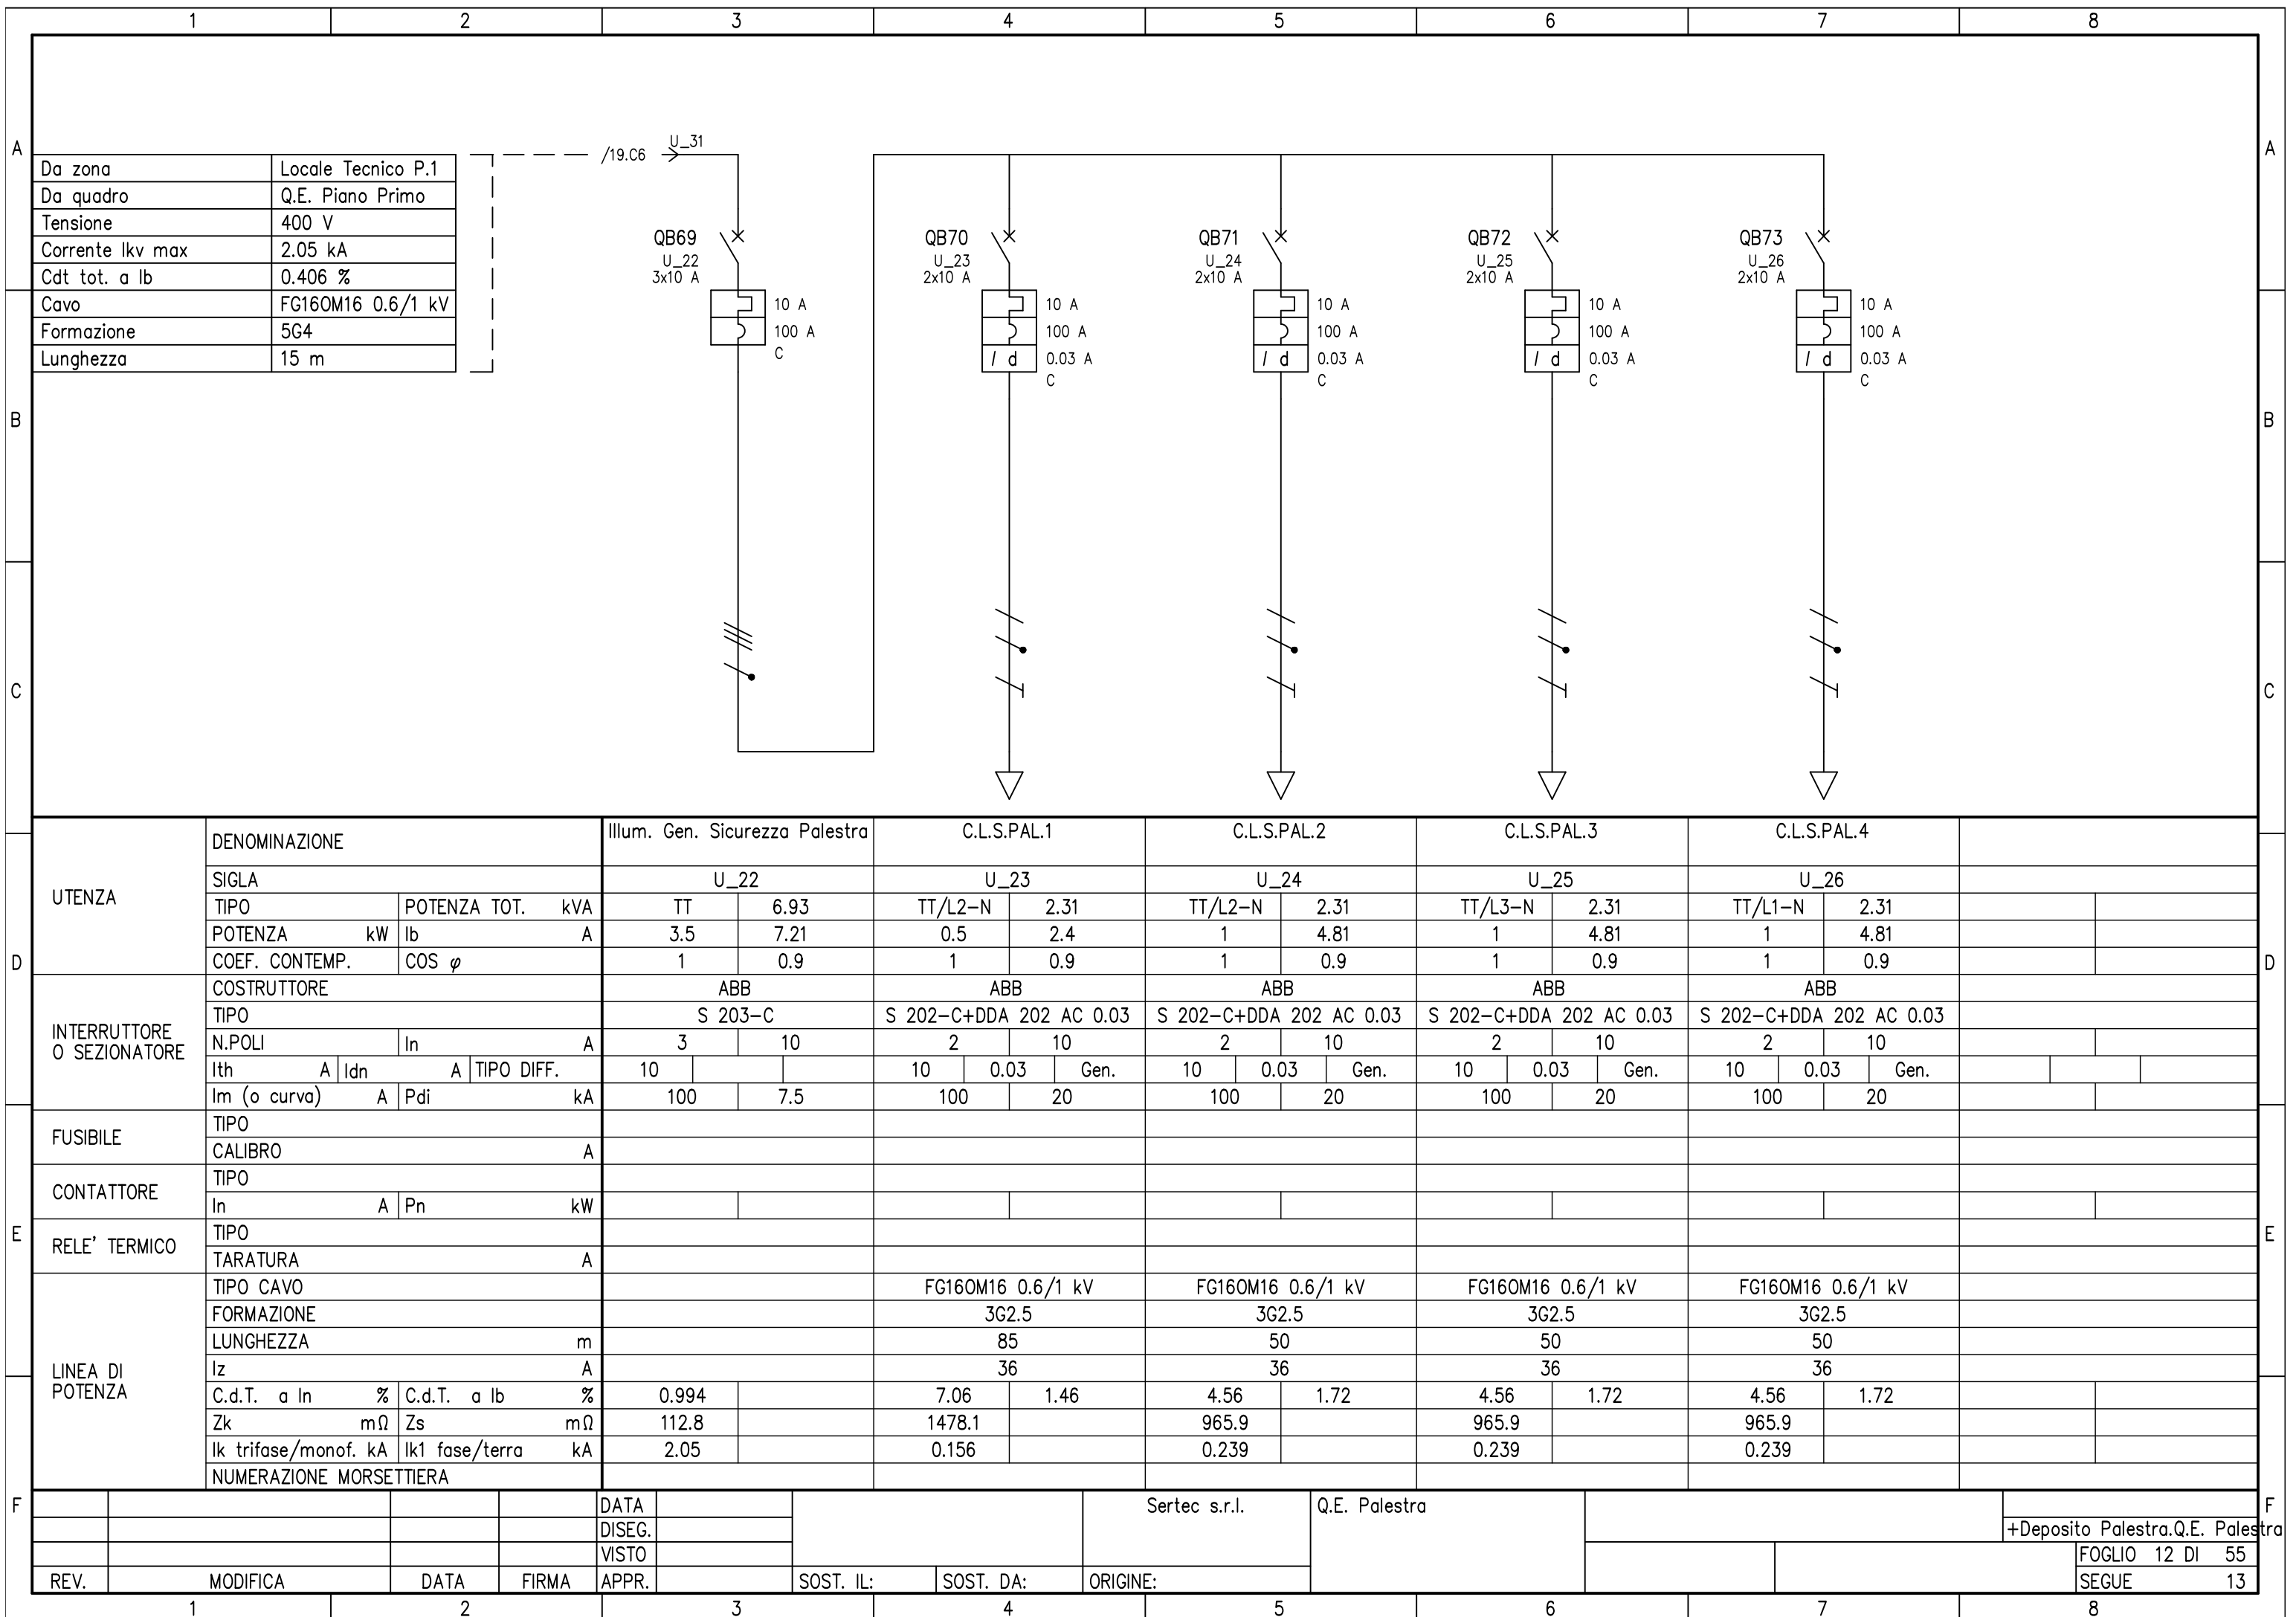 1 2 3 4 5 6 7 8
A A
Da zona Locale Tecnico P.1
Da quadro Q.E. Piano Primo
Tensione 400 V
Corrente Ikv max 2.05 kA
Cdt tot. a Ib 0.406 %
Cavo FG16OM16 0.6/1 kV
Formazione 5G4
Lunghezza 15 m
/19.C6 U_31
QB69
U_22
3x10 A
10 A
100 A
C
QB70
U_23
2x10 A
10 A
100 A
I d 0.03 A
C
QB71
U_24
2x10 A
10 A
100 A
I d 0.03 A
C
QB72
U_25
2x10 A
10 A
100 A
I d 0.03 A
C
QB73
U_26
2x10 A
10 A
100 A
I d 0.03 A
C
B B
C C
UTENZA
DENOMINAZIONE Illum. Gen. Sicurezza Palestra C.L.S.PAL.1 C.L.S.PAL.2 C.L.S.PAL.3 C.L.S.PAL.4
SIGLA U_22 U_23 U_24 U_25 U_26
TIPO POTENZA TOT. kVA TT 6.93 TT/L2-N 2.31 TT/L2-N 2.31 TT/L3-N 2.31 TT/L1-N 2.31
POTENZA kW Ib A 3.5 7.21 0.5 2.4 1 4.81 1 4.81 1 4.81
D COEF. CONTEMP. COS φ 1 0.9 1 0.9 1 0.9 1 0.9 1 0.9 D
INTERRUTTORE
O SEZIONATORE
COSTRUTTORE ABB ABB ABB ABB ABB
TIPO S 203-C S 202-C+DDA 202 AC 0.03 S 202-C+DDA 202 AC 0.03 S 202-C+DDA 202 AC 0.03 S 202-C+DDA 202 AC 0.03
N.POLI In A 3 10 2 10 2 10 2 10 2 10
Ith A Idn A TIPO DIFF. 10 10 0.03 Gen. 10 0.03 Gen. 10 0.03 Gen. 10 0.03 Gen.
Im (o curva) A Pdi kA 100 7.5 100 20 100 20 100 20 100 20
FUSIBILE
TIPO
CALIBRO A
CONTATTORE
TIPO
In A Pn kW
E E
RELE' TERMICO
TIPO
TARATURA A
LINEA DI
POTENZA
TIPO CAVO FG16OM16 0.6/1 kV FG16OM16 0.6/1 kV FG16OM16 0.6/1 kV FG16OM16 0.6/1 kV
FORMAZIONE 3G2.5 3G2.5 3G2.5 3G2.5
LUNGHEZZA m 85 50 50 50
Iz A 36 36 36 36
C.d.T. a In % C.d.T. a Ib % 0.994 7.06 1.46 4.56 1.72 4.56 1.72 4.56 1.72
Zk mΩ Zs mΩ 112.8 1478.1 965.9 965.9 965.9
Ik trifase/monof. kA Ik1 fase/terra kA 2.05 0.156 0.239 0.239 0.239
NUMERAZIONE MORSETTIERA
F F
DATA Sertec s.r.l. Q.E. Palestra
DISEG. +Deposito Palestra.Q.E. Palestra
VISTO FOGLIO 12 DI 55
REV. MODIFICA DATA FIRMA APPR. SOST. IL: SOST. DA: ORIGINE: SEGUE 13
1 2 3 4 5 6 7 8